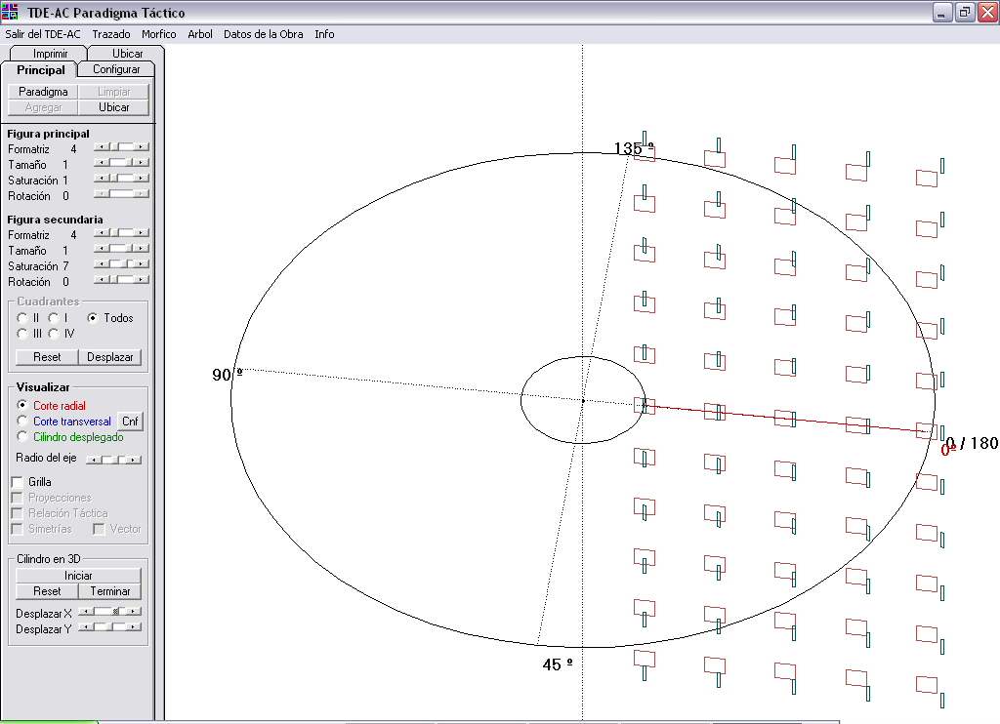 TDE-AC Paradigma Táctico
Salir del TDE-AC Trazado Morfico Arbol Datos de la Obra Info
Imprimir Ubicar
Principal Configurar
Paradigma Limpiar
Agregar Ubicar
Figura principal
Formatriz 4
Tamaño 1
Saturación 1
Rotación 0
Figura secundaria
Formatriz 4
Tamaño 1
Saturación 7
Rotación 0
Cuadrantes
II I Todos
III IV
Reset Desplazar
Visualizar
Corte radial
Corte transversal Cnf
Cilindro desplegado
Radio del eje
Grilla
Proyecciones
Relación Táctica
Simetrías Vector
Cilindro en 3D
Iniciar
Reset Terminar
Desplazar X
Desplazar Y
135 º
90 º
0 / 180
0º
45 º